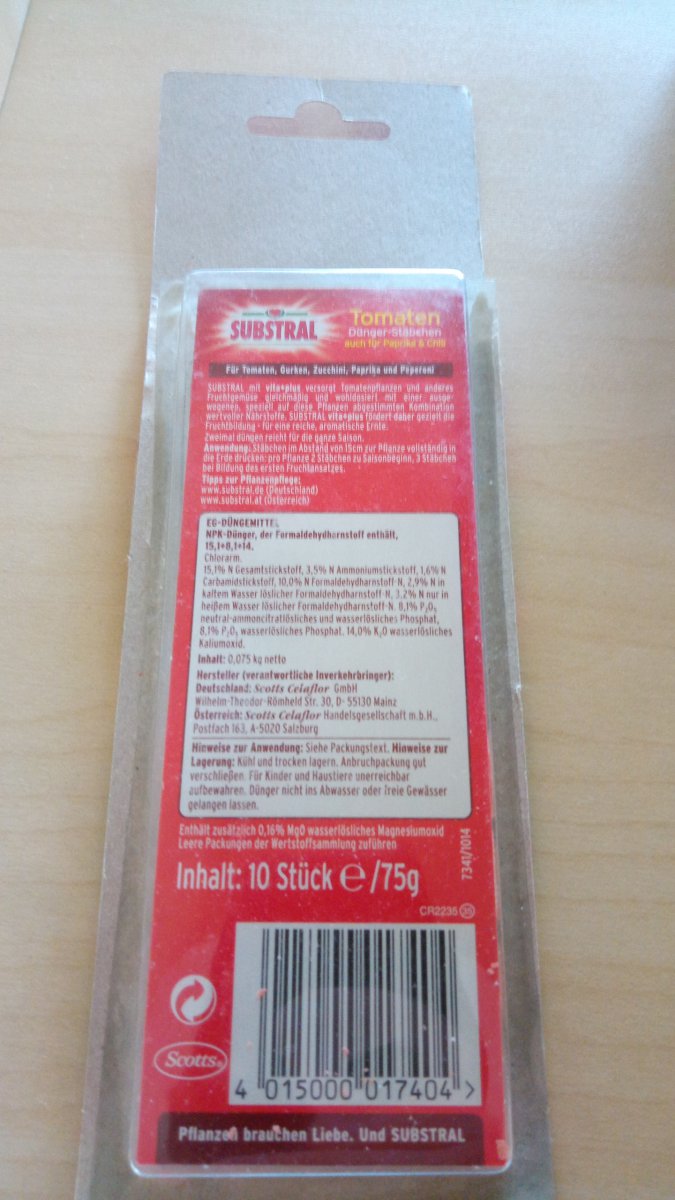 SUBSTRAL
Tomaten
Dünger-Stäbchen
auch für Paprika & Chili
Für Tomaten, Gurken, Zucchini, Paprika und Peperoni
SUBSTRAL mit vita+plus versorgt Tomatenpflanzen und anderes
Fruchtgemüse gleichmäßig und wohldosiert mit einer ausge-
wogenen, speziell auf diese Pflanzen abgestimmten Kombination
wertvoller Nährstoffe. SUBSTRAL vita+plus fördert daher gezielt die
Fruchtbildung - für eine reiche, aromatische Ernte.
Zweimal düngen reicht für die ganze Saison.
Anwendung: Stäbchen im Abstand von 15cm zur Pflanze vollständig in
die Erde drücken: pro Pflanze 2 Stäbchen zu Saisonbeginn, 3 Stäbchen
bei Bildung des ersten Fruchtansatzes.
Tipps zur Pflanzenpflege:
www.substral.de (Deutschland)
www.substral.at (Österreich)
EG-DÜNGEMITTEL
NPK-Dünger, der Formaldehydharnstoff enthält,
15,1+8,1+14.
Chlorarm.
15,1% N Gesamtstickstoff, 3,5% N Ammoniumstickstoff, 1,6% N
Carbamidstickstoff, 10,0% N Formaldehydharnstoff-N, 2,9% N in
kaltem Wasser löslicher Formaldehydharnstoff-N, 3,2% N nur in
heißem Wasser löslicher Formaldehydharnstoff-N. 8,1% P₂O₅
neutral-ammoncitratlösliches und wasserlösliches Phosphat,
8,1% P₂O₅ wasserlösliches Phosphat. 14,0% K₂O wasserlösliches
Kaliumoxid.
Inhalt: 0,075 kg netto
Hersteller (verantwortliche Inverkehrbringer):
Deutschland: Scotts Celaflor GmbH
Wilhelm-Theodor-Römheld Str. 30, D- 55130 Mainz
Österreich: Scotts Celaflor Handelsgesellschaft m.b.H.,
Postfach 163, A-5020 Salzburg
Hinweise zur Anwendung: Siehe Packungstext. Hinweise zur
Lagerung: Kühl und trocken lagern. Anbruchpackung gut
verschließen. Für Kinder und Haustiere unerreichbar
aufbewahren. Dünger nicht ins Abwasser oder freie Gewässer
gelangen lassen.
Enthält zusätzlich 0,16% MgO wasserlösliches Magnesiumoxid
Leere Packungen der Wertstoffsammlung zuführen
7341/1014
Inhalt: 10 Stück e/75g
CR2235 35
Scotts®
4 015000 017404 >
Pflanzen brauchen Liebe. Und SUBSTRAL